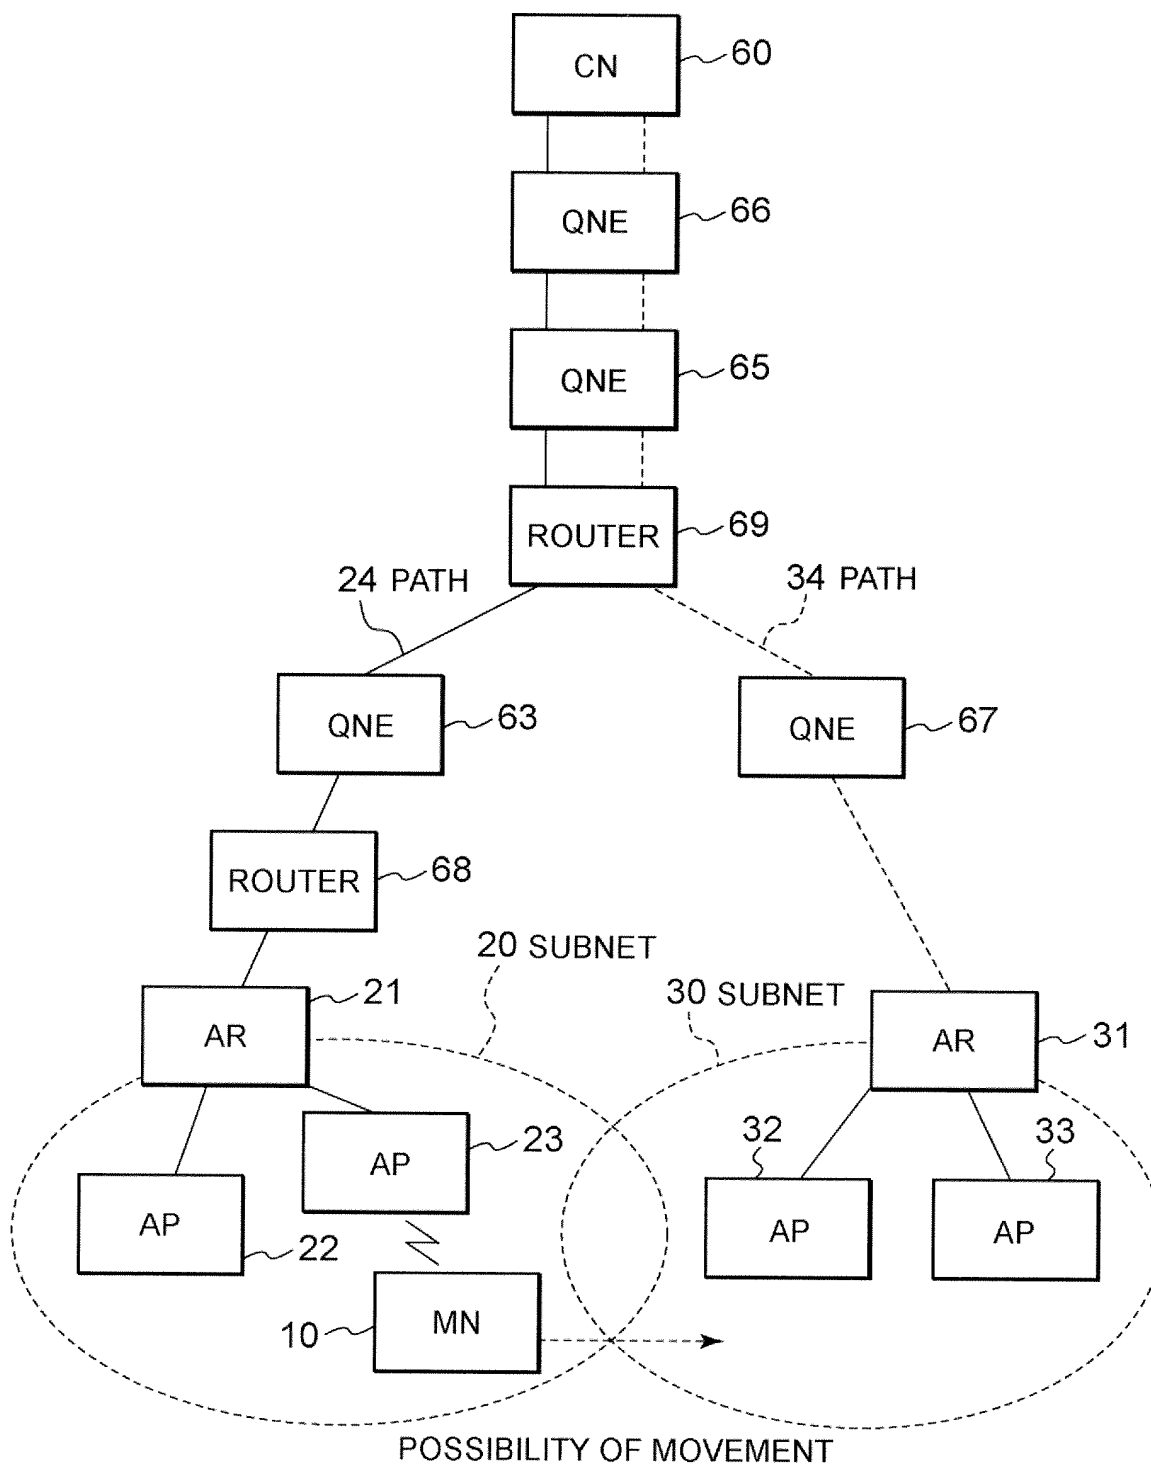 CN 60
QNE 66
QNE 65
ROUTER 69
24 PATH
34 PATH
QNE 63
QNE 67
ROUTER 68
20 SUBNET
30 SUBNET
AR 21
AR 31
AP 23
32
33
AP 22
AP
AP
10 MN
POSSIBILITY OF MOVEMENT